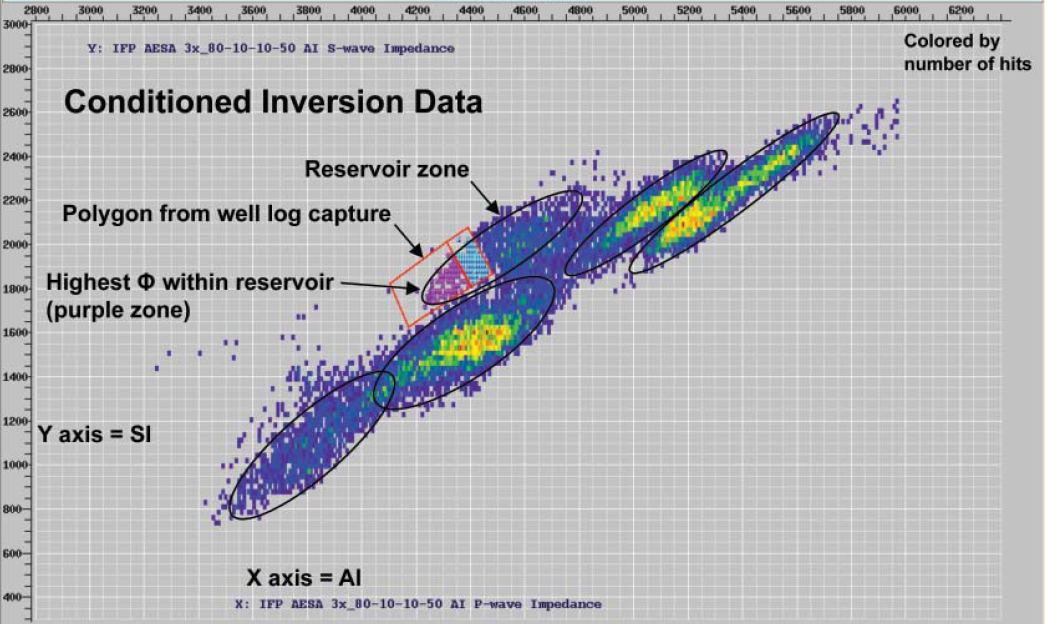 2800 3000 3200 3400 3600 3800 4000 4200 4400 4600 4800 5000 5200 5400 5600 5800 6000 6200
3000
Y: IFP AESA 3x_80-10-10-50 AI S-wave Impedance
Colored by
number of hits
2800
Conditioned Inversion Data
2600
2400
Reservoir zone
2200
Polygon from well log capture
2000
Highest Φ within reservoir
(purple zone)
1800
1600
1400
1200
Y axis = SI
1000
800
600
X axis = AI
400
X: IFP AESA 3x_80-10-10-50 AI P-wave Impedance